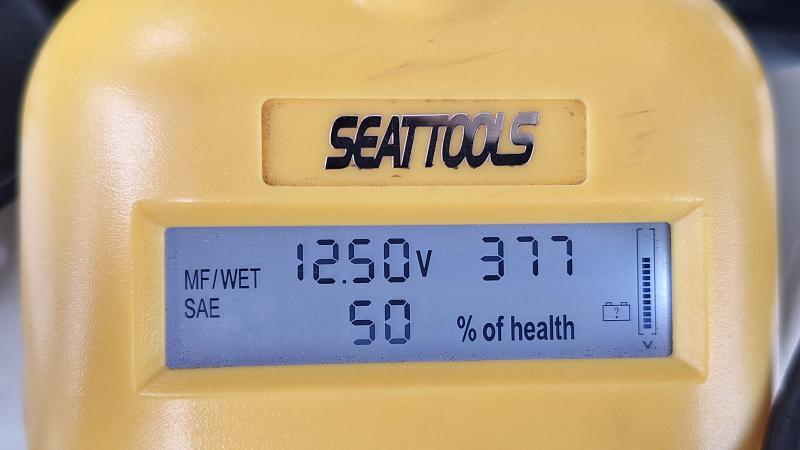 SEATTOOLS
MF/WET 12.50V 377
SAE 50 % of health
?
V.